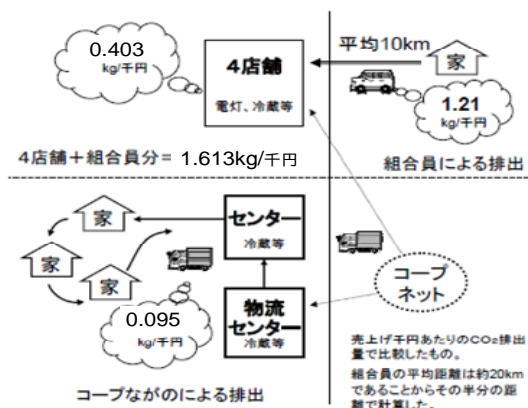 0.403
kg/千円
4店舗
電灯、冷蔵等
平均10km
家
1.21
kg/千円
4店舗+組合員分= 1.613kg/千円
組合員による排出
家
家
家
センター
冷蔵等
物流
センター
冷蔵等
0.095
kg/千円
コープ
ネット
コープながのによる排出
売上げ千円あたりのCO₂排出
量で比較したもの。
組合員の平均距離は約20km
であることからその半分の距
離で計算した。